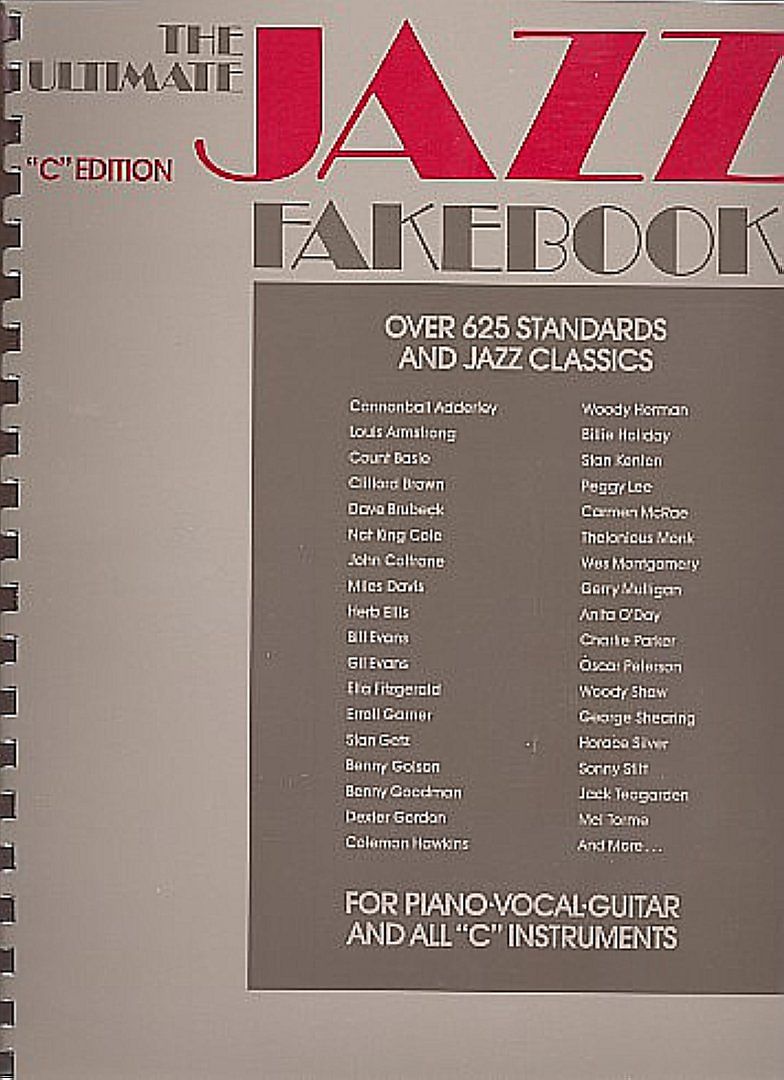 THE
ULTIMATE
JAZZ
"C" EDITION
FAKEBOOK
OVER 625 STANDARDS
AND JAZZ CLASSICS
Cannonball Adderley
Louis Armstrong
Count Basie
Clifford Brown
Dave Brubeck
Nat King Cole
John Coltrane
Miles Davis
Herb Ellis
Bill Evans
Gil Evans
Ella Fitzgerald
Erroll Garner
Stan Getz
Benny Golson
Benny Goodman
Dexter Gordon
Coleman Hawkins
Woody Herman
Billie Holiday
Stan Kenton
Peggy Lee
Carmen McRae
Thelonious Monk
Wes Montgomery
Gerry Mulligan
Anita O'Day
Charlie Parker
Oscar Peterson
Woody Shaw
George Shearing
Horace Silver
Sonny Stitt
Jack Teagarden
Mel Torme
And More...
FOR PIANO·VOCAL·GUITAR
AND ALL "C" INSTRUMENTS